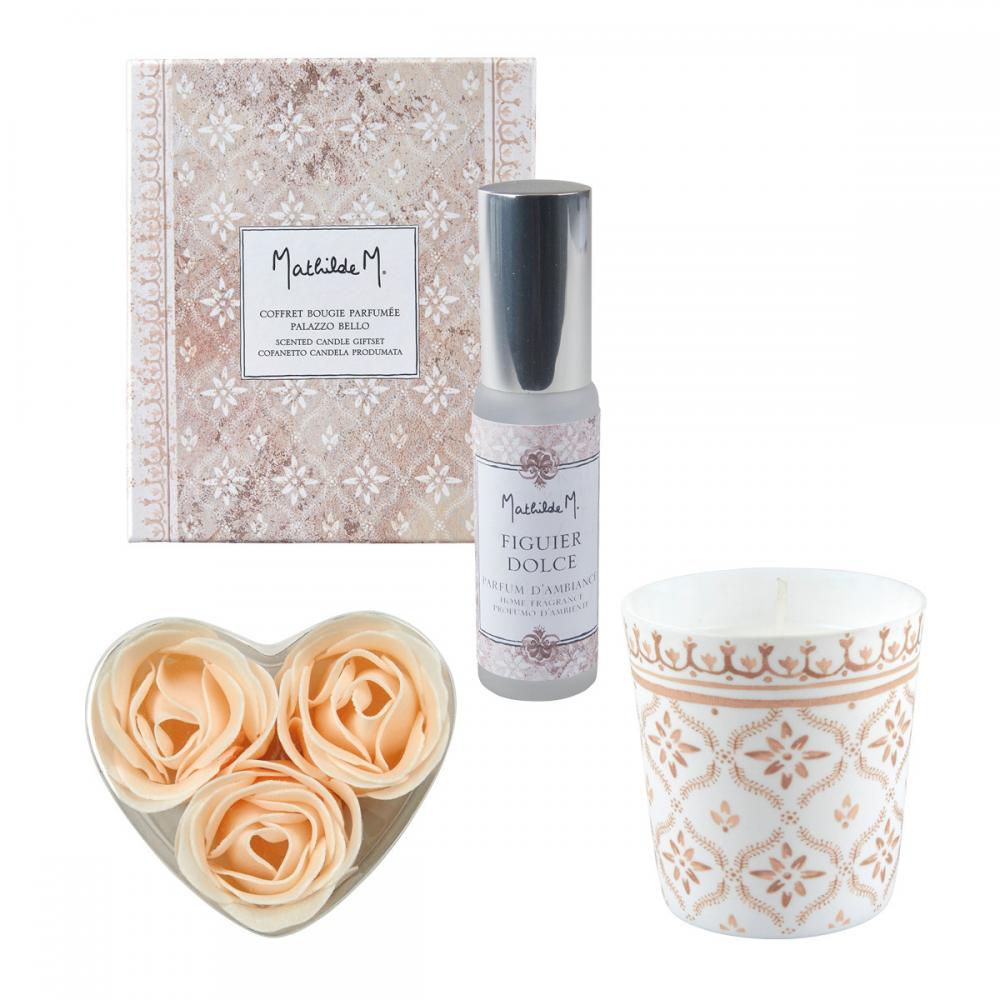 Mathilde M.®
COFFRET BOUGIE PARFUMÉE
PALAZZO BELLO
SCENTED CANDLE GIFTSET
COFANETTO CANDELA PRODUMATA
Mathilde M.
FIGUIER
DOLCE
PARFUM D'AMBIANCE
HOME FRAGRANCE
PROFUMO D'AMBIENTE